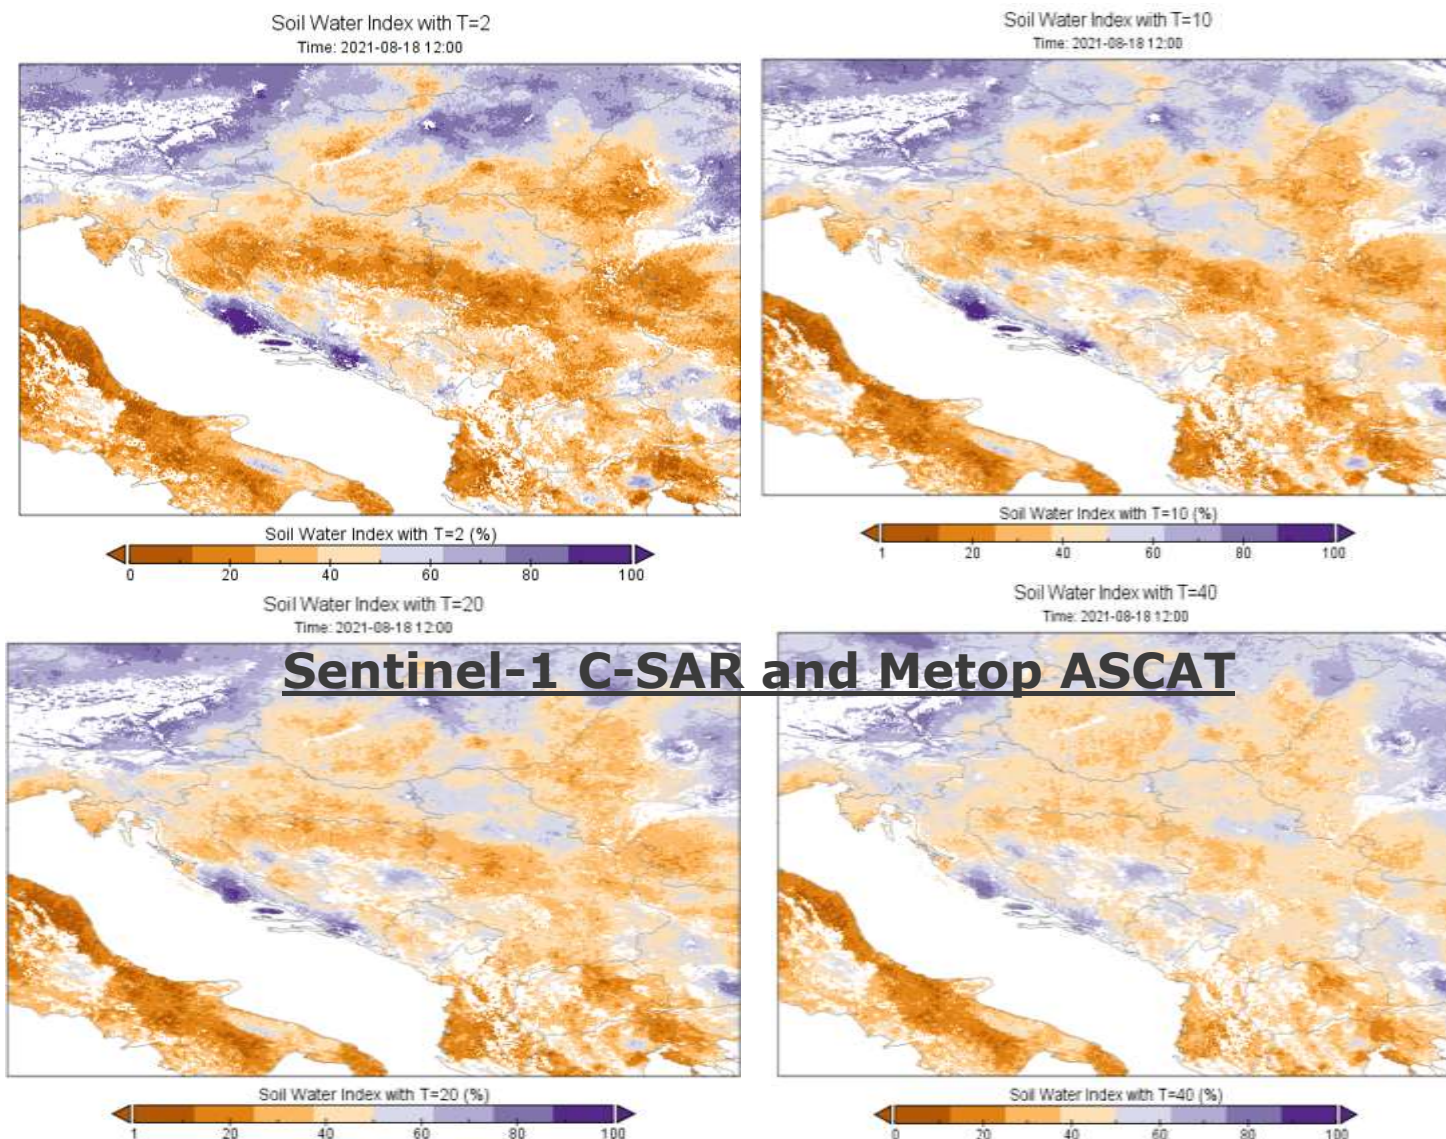 Soil Water Index with T=2
Time: 2021-08-18 12:00
Soil Water Index with T=2 (%)
0 20 40 60 80 100
Soil Water Index with T=10
Time: 2021-08-18 12:00
Soil Water Index with T=10 (%)
1 20 40 60 80 100
Sentinel-1 C-SAR and Metop ASCAT
Soil Water Index with T=20
Time: 2021-08-18 12:00
Soil Water Index with T=20 (%)
1 20 40 60 80 100
Soil Water Index with T=40
Time: 2021-08-18 12:00
Soil Water Index with T=40 (%)
0 20 40 60 80 100